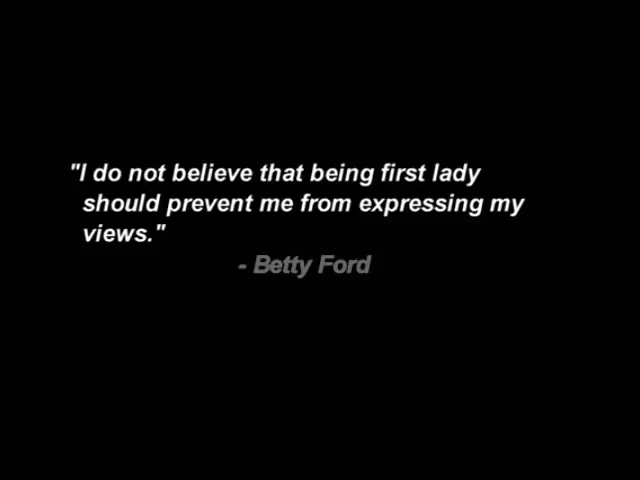 "I do not believe that being first lady
should prevent me from expressing my
views."
- Betty Ford